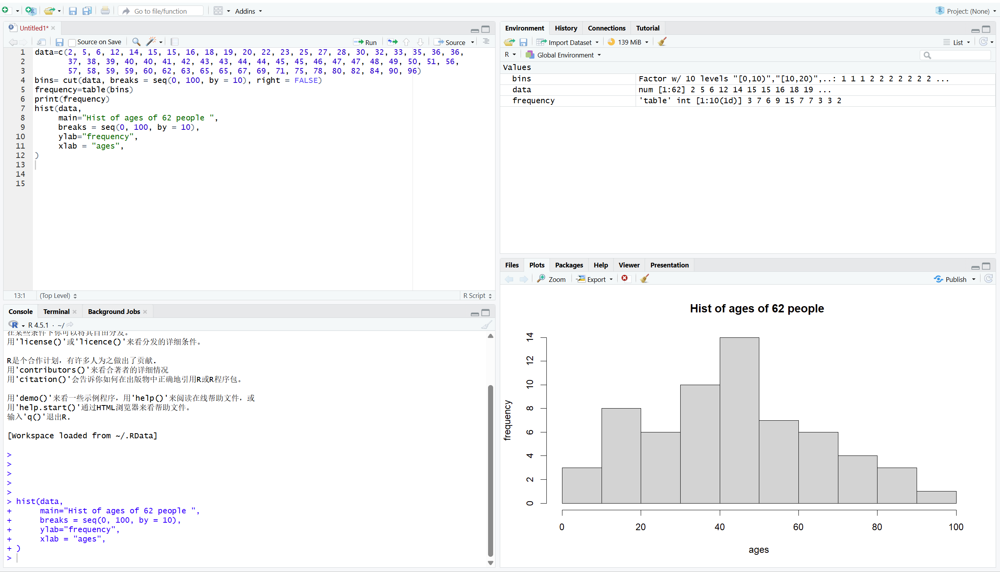 Go to file/function
Addins
Project: (None)
Untitled1*
Source on Save
Run
Source
1 data=c(2, 5, 6, 12, 14, 15, 15, 16, 18, 19, 20, 22, 23, 25, 27, 28, 30, 32, 33, 35, 36, 36,
2 37, 38, 39, 40, 40, 41, 42, 43, 43, 44, 44, 45, 45, 46, 47, 47, 48, 49, 50, 51, 56,
3 57, 58, 59, 59, 60, 62, 63, 65, 65, 67, 69, 71, 75, 78, 80, 82, 84, 90, 96)
4 bins= cut(data, breaks = seq(0, 100, by = 10), right = FALSE)
5 frequency=table(bins)
6 print(frequency)
7 hist(data,
8 main="Hist of ages of 62 people ",
9 breaks = seq(0, 100, by = 10),
10 ylab="frequency",
11 xlab = "ages",
12 )
13
14
15
13:1 (Top Level) R Script
Console Terminal Background Jobs
R 4.5.1 · ~/
在某些条件下你可以将其自由分发。
用'license()'或'licence()'来看分发的详细条件。
R是个合作计划，有许多人为之做出了贡献.
用'contributors()'来看合著者的详细情况
用'citation()'会告诉你如何在出版物中正确地引用R或R程序包。
用'demo()'来看一些示例程序，用'help()'来阅读在线帮助文件，或
用'help.start()'通过HTML浏览器来看帮助文件。
输入'q()'退出R.
[Workspace loaded from ~/.RData]
>
>
>
>
>
> hist(data,
+ main="Hist of ages of 62 people ",
+ breaks = seq(0, 100, by = 10),
+ ylab="frequency",
+ xlab = "ages",
+ )
>
Environment History Connections Tutorial
Import Dataset 139 MiB List
R Global Environment
Values
bins Factor w/ 10 levels "[0,10)","[10,20)",..: 1 1 1 2 2 2 2 2 2 2 ...
data num [1:62] 2 5 6 12 14 15 15 16 18 19 ...
frequency 'table' int [1:10(1d)] 3 7 6 9 15 7 7 3 3 2
Files Plots Packages Help Viewer Presentation
Zoom Export Publish
Hist of ages of 62 people
frequency
14
12
10
8
6
4
2
0
0 20 40 60 80 100
ages